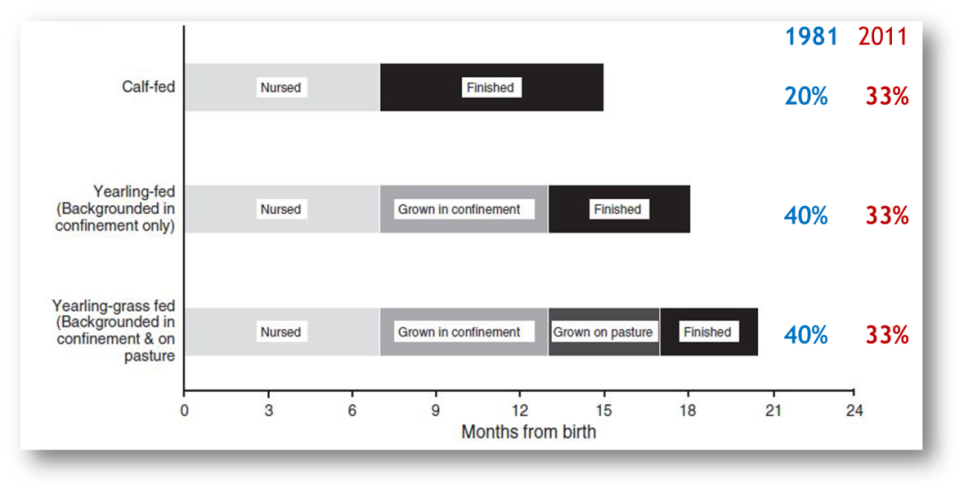 1981 2011
Calf-fed
Nursed
Finished
20% 33%
Yearling-fed
(Backgrounded in
confinement only)
Nursed
Grown in confinement
Finished
40% 33%
Yearling-grass fed
(Backgrounded in
confinement & on
pasture
Nursed
Grown in confinement
Grown on pasture
Finished
40% 33%
0 3 6 9 12 15 18 21 24
Months from birth